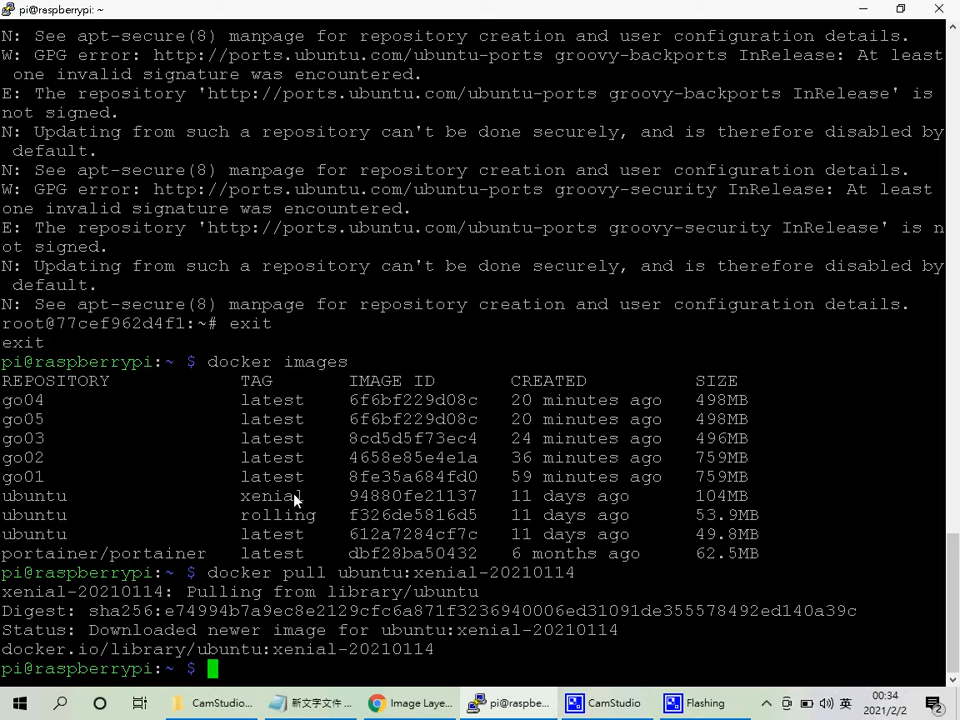 pi@raspberrypi: ~
N: See apt-secure(8) manpage for repository creation and user configuration details.
W: GPG error: http://ports.ubuntu.com/ubuntu-ports groovy-backports InRelease: At least
one invalid signature was encountered.
E: The repository 'http://ports.ubuntu.com/ubuntu-ports groovy-backports InRelease' is
not signed.
N: Updating from such a repository can't be done securely, and is therefore disabled by
 default.
N: See apt-secure(8) manpage for repository creation and user configuration details.
W: GPG error: http://ports.ubuntu.com/ubuntu-ports groovy-security InRelease: At least
one invalid signature was encountered.
E: The repository 'http://ports.ubuntu.com/ubuntu-ports groovy-security InRelease' is n
ot signed.
N: Updating from such a repository can't be done securely, and is therefore disabled by
 default.
N: See apt-secure(8) manpage for repository creation and user configuration details.
root@77cef962d4f1:~# exit
exit
pi@raspberrypi:~ $ docker images
REPOSITORY TAG IMAGE ID CREATED SIZE
go04 latest 6f6bf229d08c 20 minutes ago 498MB
go05 latest 6f6bf229d08c 20 minutes ago 498MB
go03 latest 8cd5d5f73ec4 24 minutes ago 496MB
go02 latest 4658e85e4e1a 36 minutes ago 759MB
go01 latest 8fe35a684fd0 59 minutes ago 759MB
ubuntu xenial 94880fe21137 11 days ago 104MB
ubuntu rolling f326de5816d5 11 days ago 53.9MB
ubuntu latest 612a7284cf7c 11 days ago 49.8MB
portainer/portainer latest dbf28ba50432 6 months ago 62.5MB
pi@raspberrypi:~ $ docker pull ubuntu:xenial-20210114
xenial-20210114: Pulling from library/ubuntu
Digest: sha256:e74994b7a9ec8e2129cfc6a871f3236940006ed31091de355578492ed140a39c
Status: Downloaded newer image for ubuntu:xenial-20210114
docker.io/library/ubuntu:xenial-20210114
pi@raspberrypi:~ $
CamStudio... 新文字文件... Image Laye... pi@raspbe... CamStudio Flashing 英 00:34
2021/2/2 2